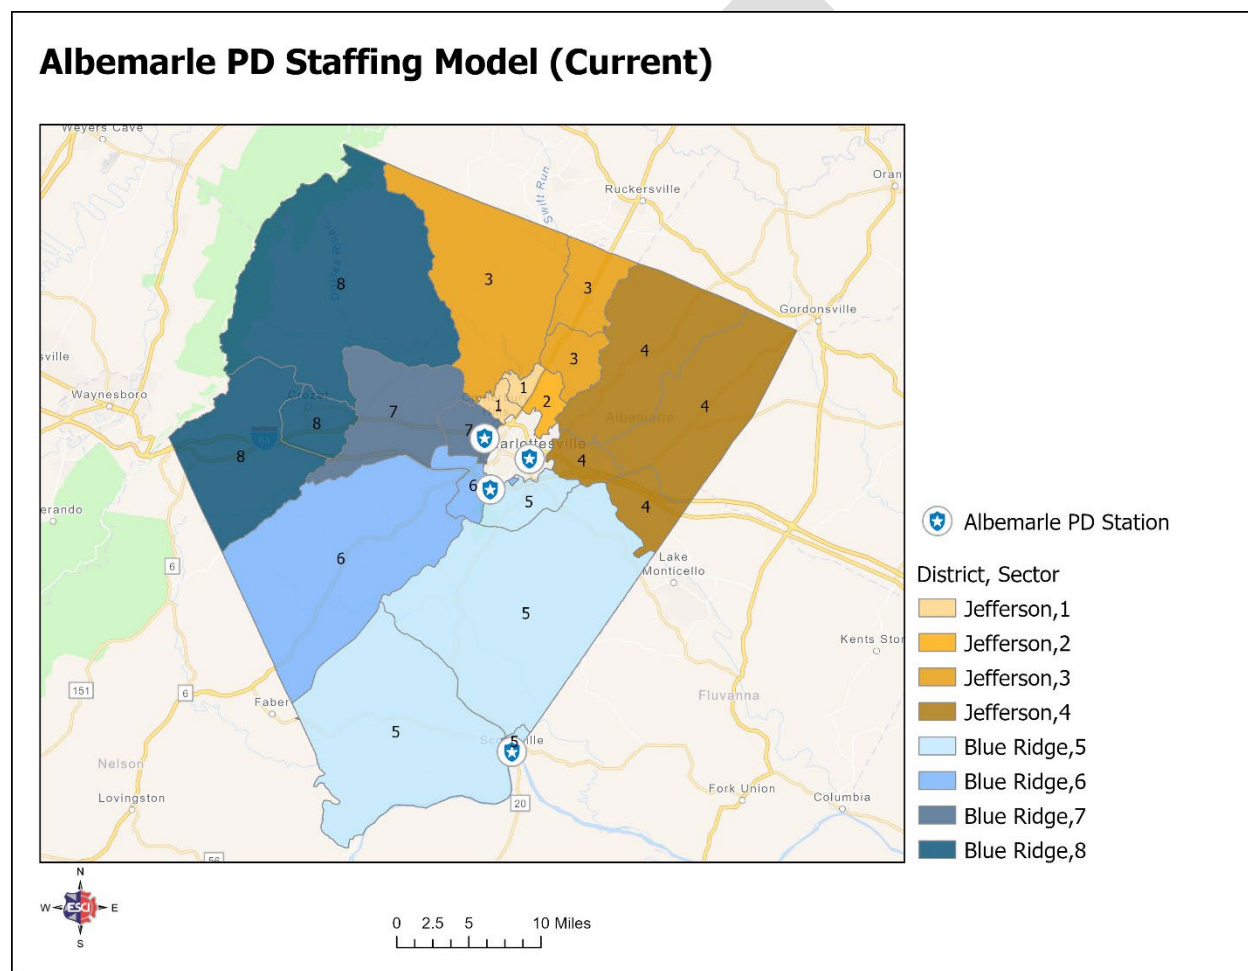 Albemarle PD Staffing Model (Current)
Weyers Cave
Ruckersville
Swift Run
Gordonsville
sville
Waynesboro
Crozet
Albemarle
arlottesville
erando
6
Lake
Monticello
Kents Stor
151
6
Faber
Fluvanna
Nelson
Lovingston
20
Fork Union
Columbia
56
8
3
3
3
4
4
1
1
2
7
7
8
8
4
6
5
4
6
5
5
5
Albemarle PD Station
District, Sector
Jefferson,1
Jefferson,2
Jefferson,3
Jefferson,4
Blue Ridge,5
Blue Ridge,6
Blue Ridge,7
Blue Ridge,8
N
W E
S
ESCI
0 2.5 5 10 Miles